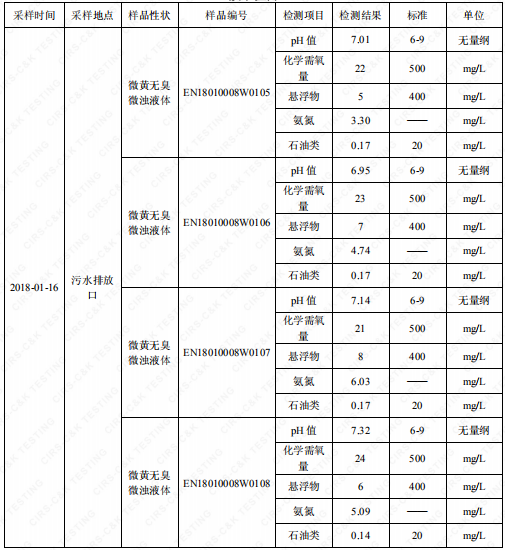 采样时间 采样地点 样品性状 样品编号 检测项目 检测结果 标准 单位
2018-01-16 污水排放口 微黄无臭微浊液体 EN18010008W0105 pH 值 7.01 6-9 无量纲
化学需氧量 22 500 mg/L
悬浮物 5 400 mg/L
氨氮 3.30 —— mg/L
石油类 0.17 20 mg/L
微黄无臭微浊液体 EN18010008W0106 pH 值 6.95 6-9 无量纲
化学需氧量 23 500 mg/L
悬浮物 7 400 mg/L
氨氮 4.74 —— mg/L
石油类 0.17 20 mg/L
微黄无臭微浊液体 EN18010008W0107 pH 值 7.14 6-9 无量纲
化学需氧量 21 500 mg/L
悬浮物 8 400 mg/L
氨氮 6.03 —— mg/L
石油类 0.17 20 mg/L
微黄无臭微浊液体 EN18010008W0108 pH 值 7.32 6-9 无量纲
化学需氧量 24 500 mg/L
悬浮物 6 400 mg/L
氨氮 5.09 —— mg/L
石油类 0.14 20 mg/L